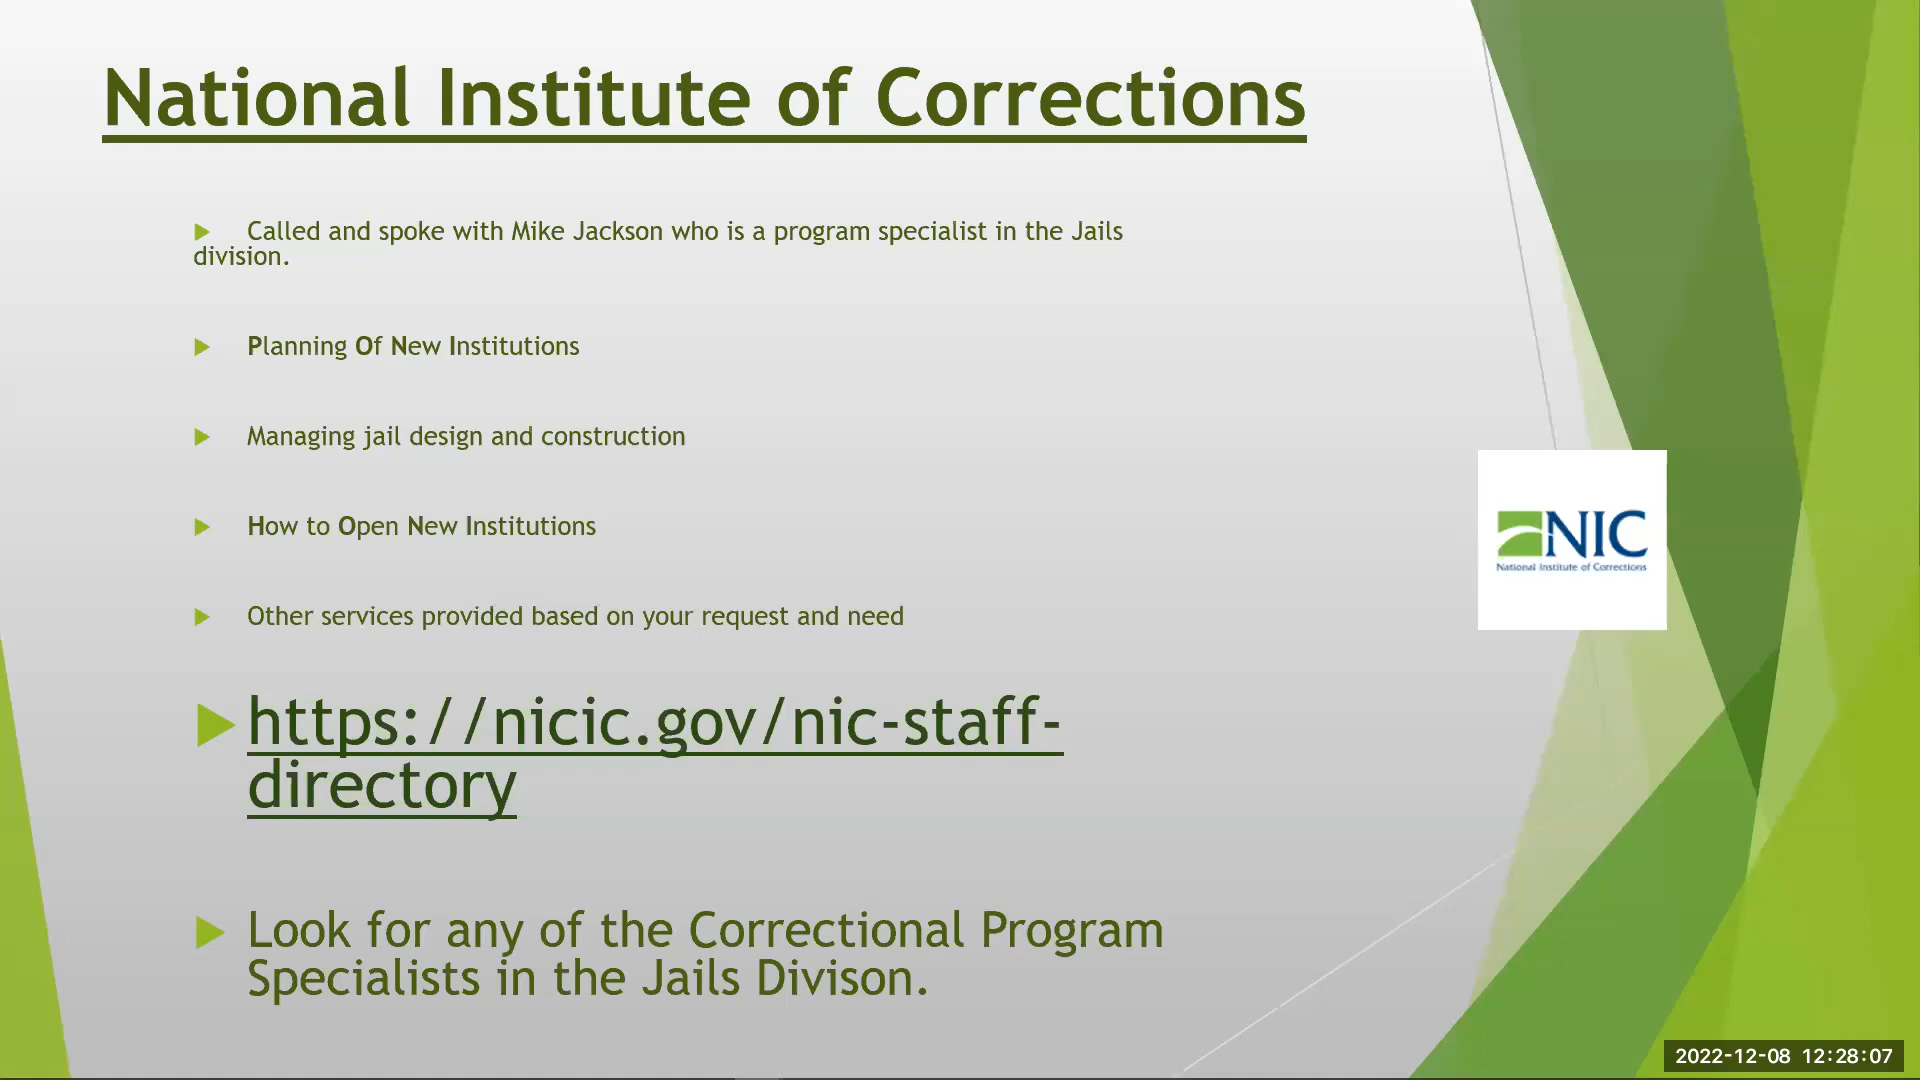 National Institute of Corrections
Called and spoke with Mike Jackson who is a program specialist in the Jails
division.
Planning Of New Institutions
Managing jail design and construction
How to Open New Institutions
Other services provided based on your request and need
https://nicic.gov/nic-staff-
directory
Look for any of the Correctional Program
Specialists in the Jails Divison.
NIC
National Institute of Corrections
2022-12-08 12:28:07